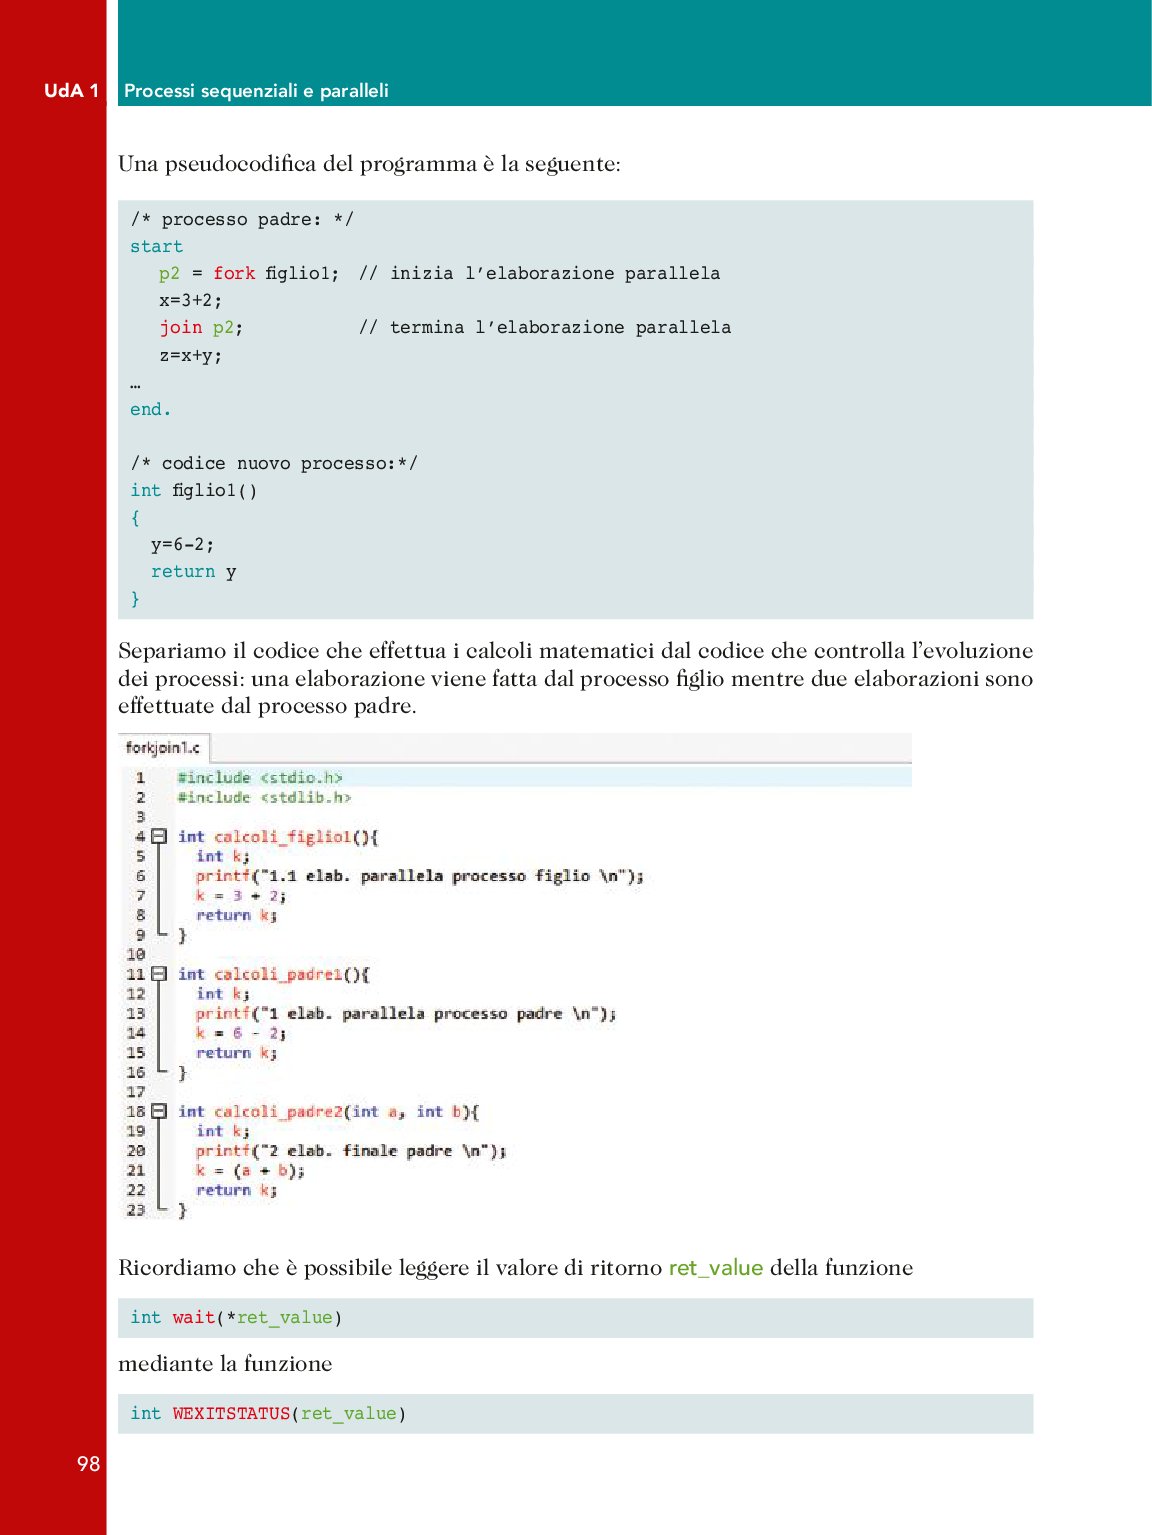 UdA 1 Processi sequenziali e paralleli
Una pseudocodifica del programma è la seguente:
/* processo padre: */
start
p2 = fork figlio1; // inizia l’elaborazione parallela
x=3+2;
join p2; // termina l’elaborazione parallela
z=x+y;
…
end.
/* codice nuovo processo:*/
int figlio1()
{
y=6-2;
return y
}
Separiamo il codice che effettua i calcoli matematici dal codice che controlla l’evoluzione
dei processi: una elaborazione viene fatta dal processo figlio mentre due elaborazioni sono
effettuate dal processo padre.
forkjoin1.c
1 #include <stdio.h>
2 #include <stdlib.h>
3
4 int calcoli_figlio1(){
5 int k;
6 printf("1.1 elab. parallela processo figlio \n");
7 k = 3 + 2;
8 return k;
9 }
10
11 int calcoli_padre1(){
12 int k;
13 printf("1 elab. parallela processo padre \n");
14 k = 6 - 2;
15 return k;
16 }
17
18 int calcoli_padre2(int a, int b){
19 int k;
20 printf("2 elab. finale padre \n");
21 k = (a + b);
22 return k;
23 }
Ricordiamo che è possibile leggere il valore di ritorno ret_value della funzione
int wait(*ret_value)
mediante la funzione
int WEXITSTATUS(ret_value)
98